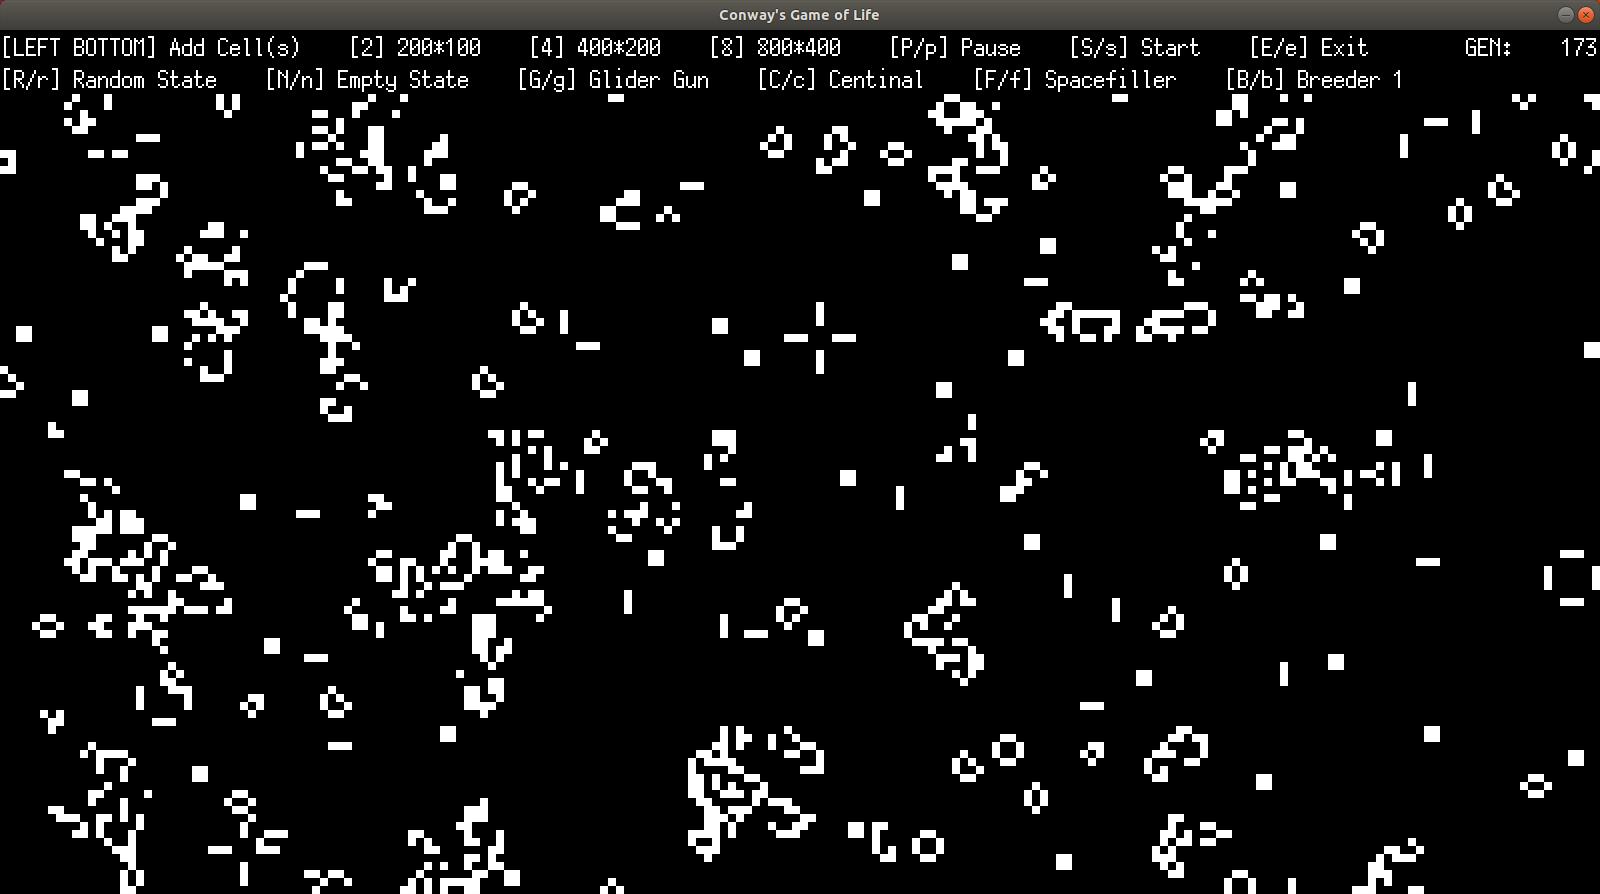 Conway's Game of Life
[LEFT BOTTOM] Add Cell(s) [2] 200*100 [4] 400*200 [8] 800*400 [P/p] Pause [S/s] Start [E/e] Exit GEN: 173
[R/r] Random State [N/n] Empty State [G/g] Glider Gun [C/c] Centinal [F/f] Spacefiller [B/b] Breeder 1